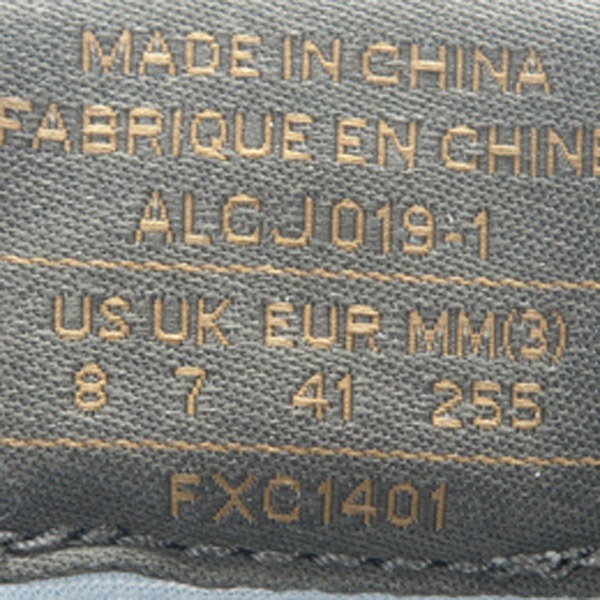 MADE IN CHINA
FABRIQUE EN CHINE
ALCJ019-1
US UK EUR MM(3)
8 7 41 255
FXC1401